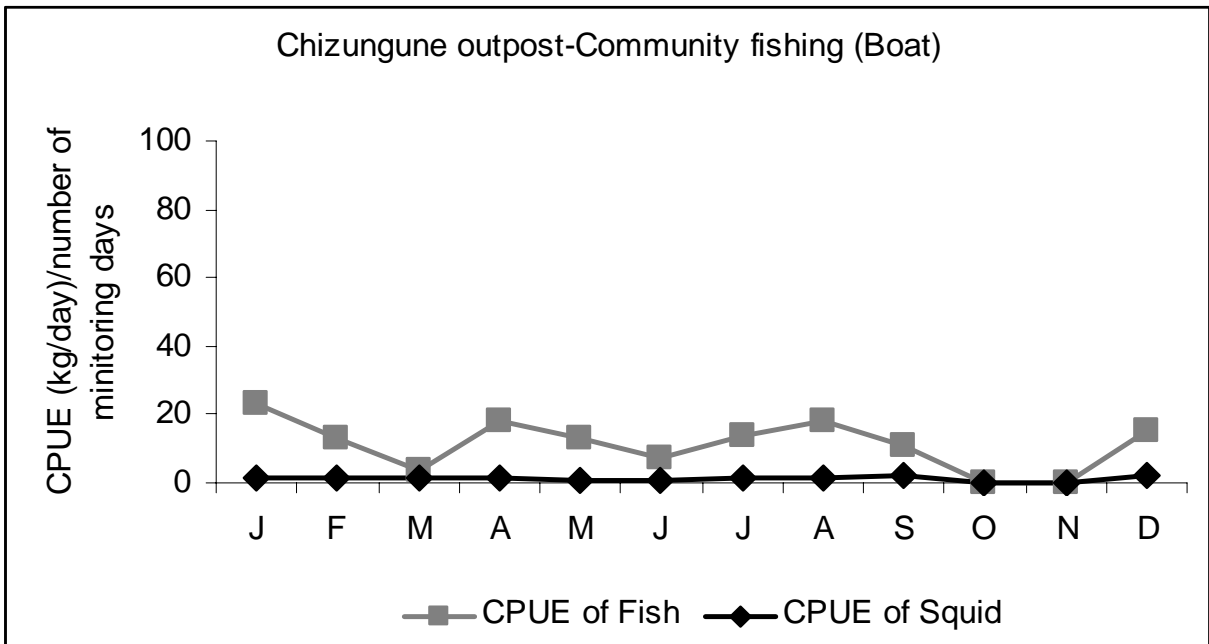 Chizungune outpost-Community fishing (Boat)
CPUE (kg/day)/number of
minitoring days
100
80
60
40
20
0
J F M A M J J A S O N D
CPUE of Fish CPUE of Squid